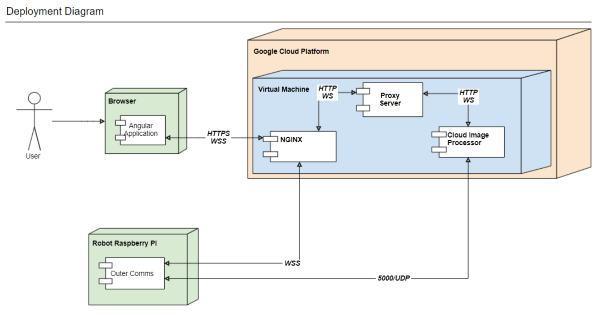 Deployment Diagram
Google Cloud Platform
Virtual Machine
HTTP
WS
Proxy
Server
HTTP
WS
Browser
Angular
Application
HTTPS
WSS
NGINX
Cloud Image
Processor
User
Robot Raspberry Pi
Outer Comms
WSS
5000/UDP